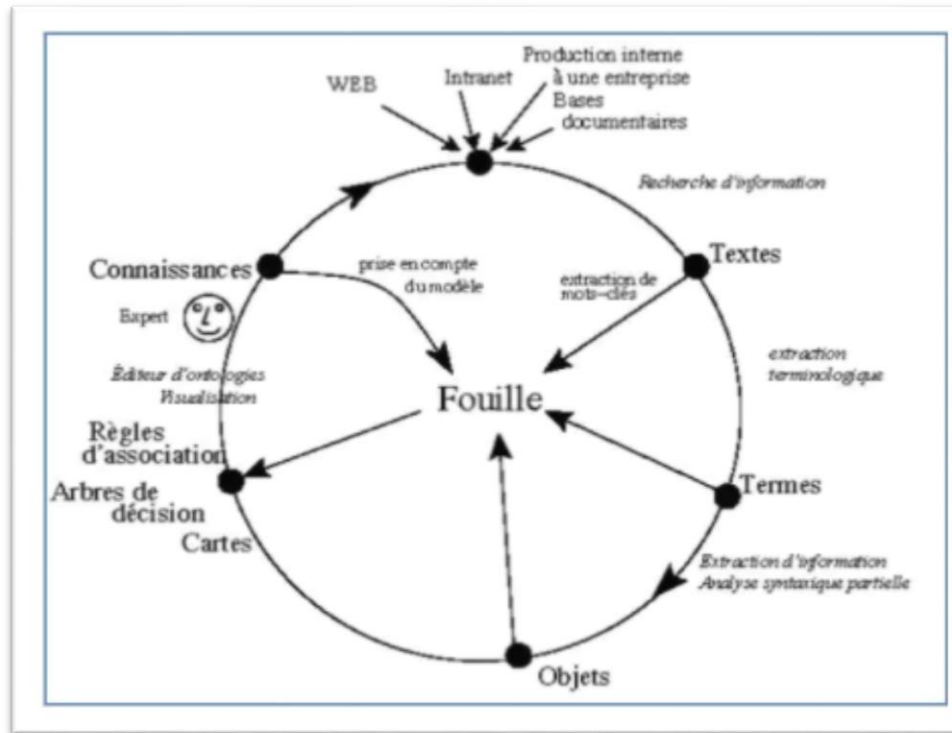 Production interne
à une entreprise
WEB
Intranet
Bases
documentaires
Recherche d'information
Textes
Connaissances
prise en compte
du modèle
extraction de
mots-clés
Expert
extraction
terminologique
Éditeur d'ontologies
Visualisation
Fouille
Règles
d'association
Arbres de
décision
Cartes
Termes
Extraction d'information
Analyse syntaxique partielle
Objets